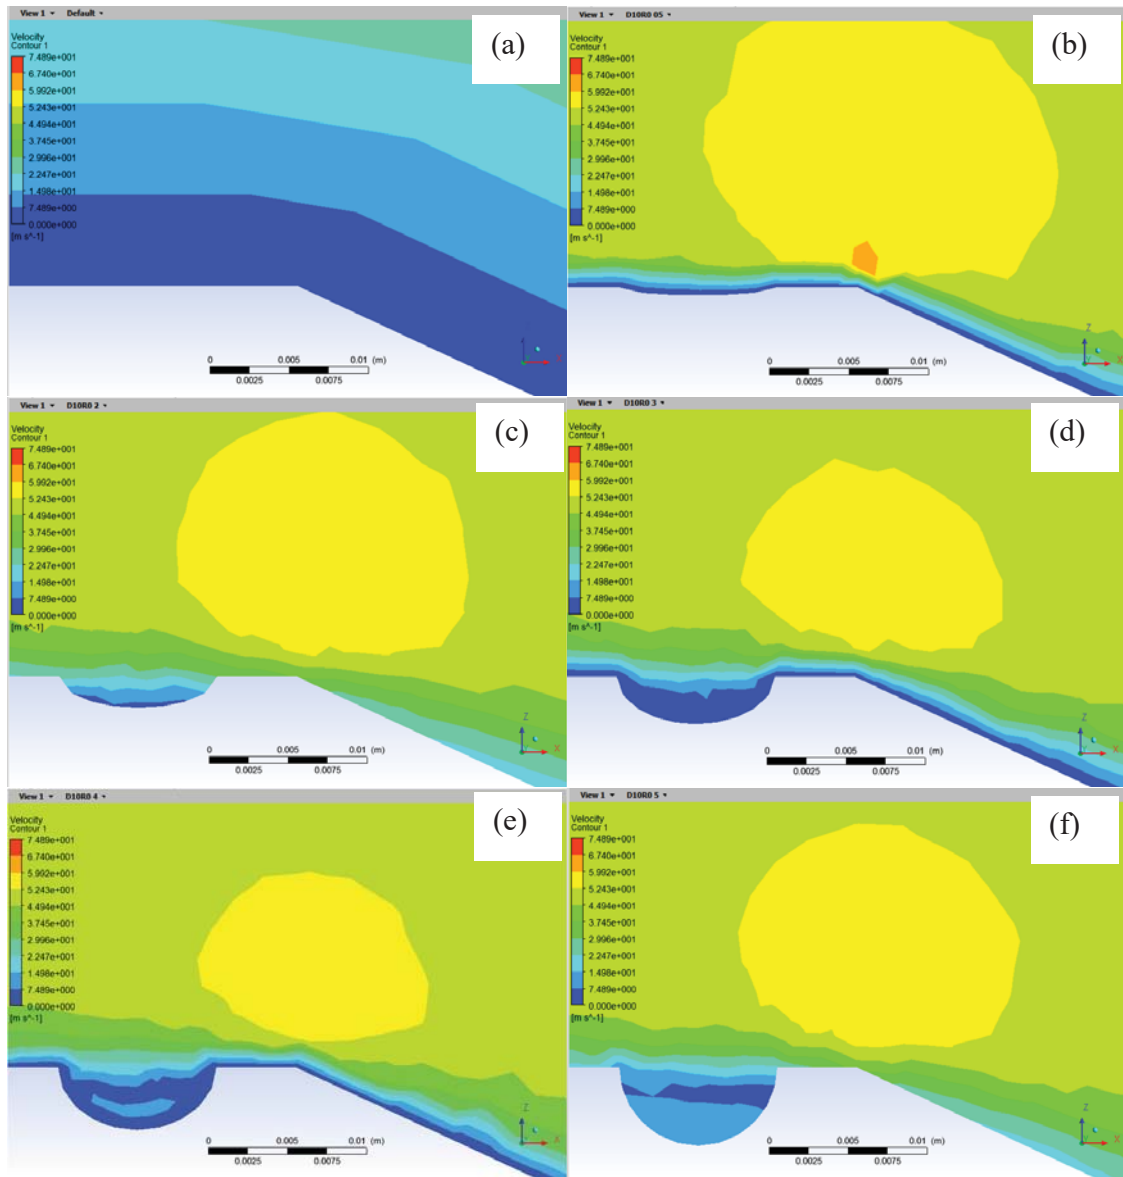 View 1 Default
(a)
Velocity
Contour 1
7.489e+001
6.740e+001
5.992e+001
5.243e+001
4.494e+001
3.745e+001
2.996e+001
2.247e+001
1.498e+001
7.489e+000
0.000e+000
[m s^-1]
0 0.005 0.01 (m)
0.0025 0.0075
View 1 D10R0 05
(b)
Velocity
Contour 1
7.489e+001
6.740e+001
5.992e+001
5.243e+001
4.494e+001
3.745e+001
2.996e+001
2.247e+001
1.498e+001
7.489e+000
0.000e+000
[m s^-1]
0 0.005 0.01 (m)
0.0025 0.0075
Z
Y
X
View 1 D10R0 2
(c)
Velocity
Contour 1
7.489e+001
6.740e+001
5.992e+001
5.243e+001
4.494e+001
3.745e+001
2.996e+001
2.247e+001
1.498e+001
7.489e+000
0.000e+000
[m s^-1]
0 0.005 0.01 (m)
0.0025 0.0075
Z
Y
X
View 1 D10R0 3
(d)
Velocity
Contour 1
7.489e+001
6.740e+001
5.992e+001
5.243e+001
4.494e+001
3.745e+001
2.996e+001
2.247e+001
1.498e+001
7.489e+000
0.000e+000
[m s^-1]
0 0.005 0.01 (m)
0.0025 0.0075
Z
Y
X
View 1 D10R0 4
(e)
Velocity
Contour 1
7.489e+001
6.740e+001
5.992e+001
5.243e+001
4.494e+001
3.745e+001
2.996e+001
2.247e+001
1.498e+001
7.489e+000
0.000e+000
[m s^-1]
0 0.005 0.01 (m)
0.0025 0.0075
Z
Y
X
View 1 D10R0 5
(f)
Velocity
Contour 1
7.489e+001
6.740e+001
5.992e+001
5.243e+001
4.494e+001
3.745e+001
2.996e+001
2.247e+001
1.498e+001
7.489e+000
0.000e+000
[m s^-1]
0 0.005 0.01 (m)
0.0025 0.0075
Z
Y
X